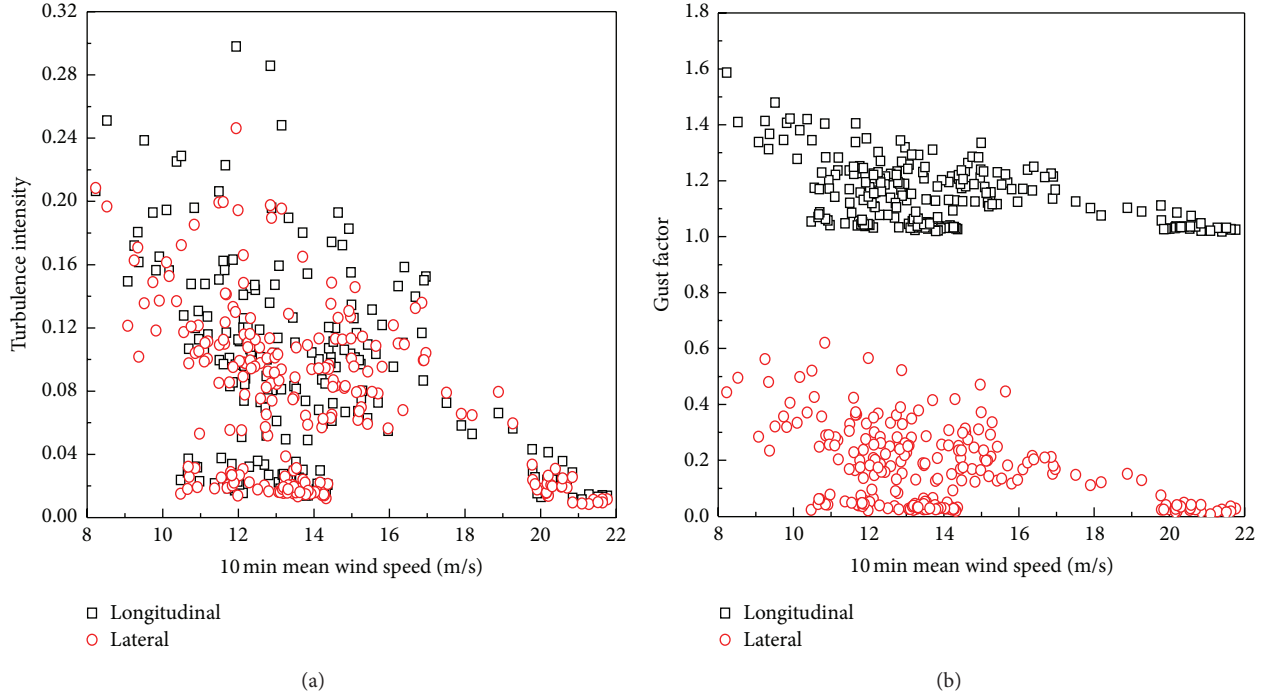 0.32
0.28
0.24
0.20
0.16
0.12
0.08
0.04
0.00
Turbulence intensity
8 10 12 14 16 18 20 22
10 min mean wind speed (m/s)
Longitudinal
Lateral
(a)
1.8
1.6
1.4
1.2
1.0
0.8
0.6
0.4
0.2
0.0
Gust factor
8 10 12 14 16 18 20 22
10 min mean wind speed (m/s)
Longitudinal
Lateral
(b)